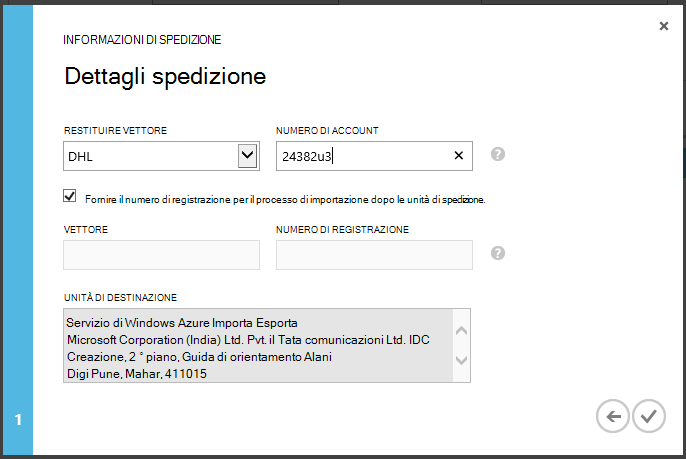 INFORMAZIONI DI SPEDIZIONE
Dettagli spedizione
RESTITUIRE VETTORE
NUMERO DI ACCOUNT
DHL
24382u3
Fornire il numero di registrazione per il processo di importazione dopo le unità di spedizione.
VETTORE
NUMERO DI REGISTRAZIONE
UNITÀ DI DESTINAZIONE
Servizio di Windows Azure Importa Esporta
Microsoft Corporation (India) Ltd. Pvt. il Tata comunicazioni Ltd. IDC
Creazione, 2 ° piano, Guida di orientamento Alani
Digi Pune, Mahar, 411015
1